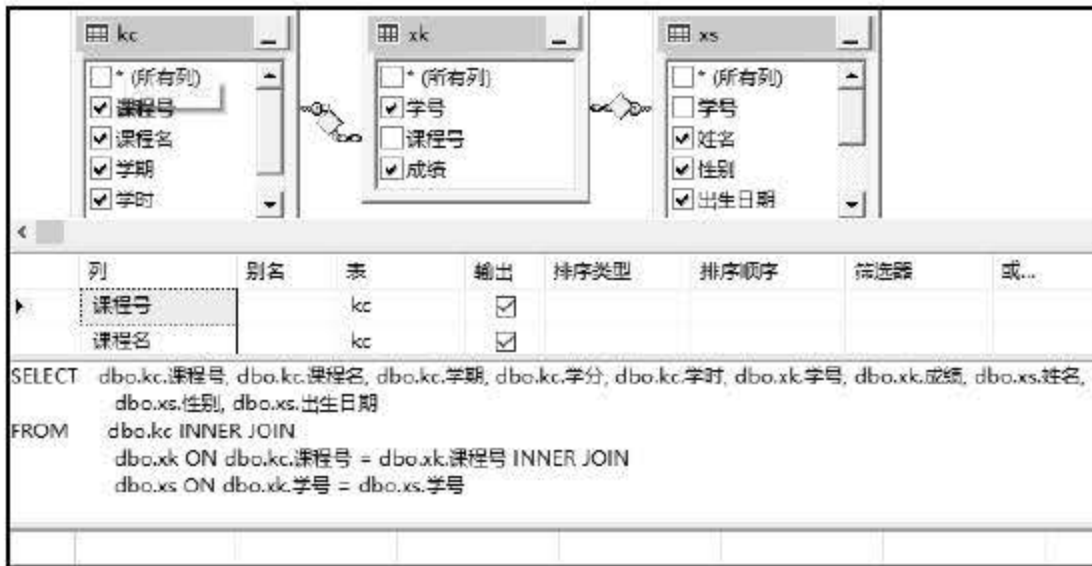 kc
xk
xs
* (所有列)
课程号
课程名
学期
学时
* (所有列)
学号
课程号
成绩
* (所有列)
学号
姓名
性别
出生日期
列 别名 表 输出 排序类型 排序顺序 筛选器 或...
课程号 kc
课程名 kc
SELECT dbo.kc.课程号, dbo.kc.课程名, dbo.kc.学期, dbo.kc.学分, dbo.kc.学时, dbo.xk.学号, dbo.xk.成绩, dbo.xs.姓名,
dbo.xs.性别, dbo.xs.出生日期
FROM dbo.kc INNER JOIN
dbo.xk ON dbo.kc.课程号 = dbo.xk.课程号 INNER JOIN
dbo.xs ON dbo.xk.学号 = dbo.xs.学号